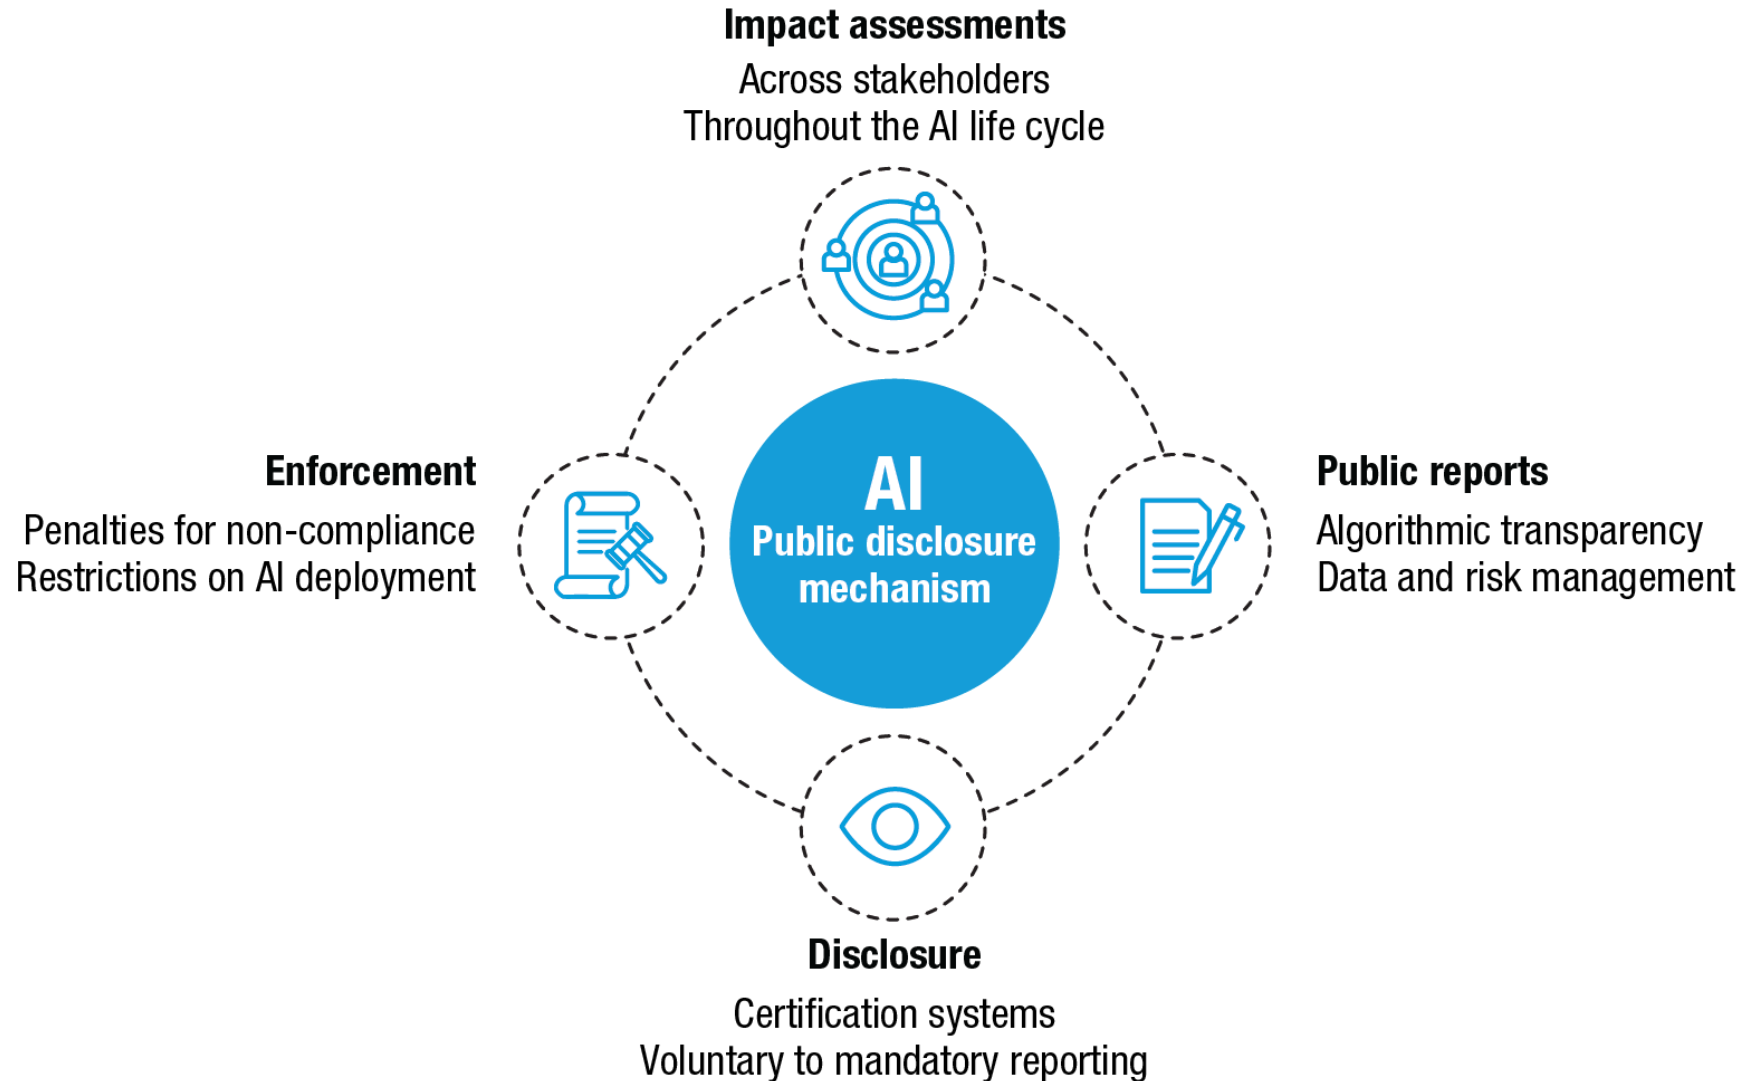 Impact assessments
Across stakeholders
Throughout the AI life cycle
Enforcement
Penalties for non-compliance
Restrictions on AI deployment
AI
Public disclosure
mechanism
Public reports
Algorithmic transparency
Data and risk management
Disclosure
Certification systems
Voluntary to mandatory reporting